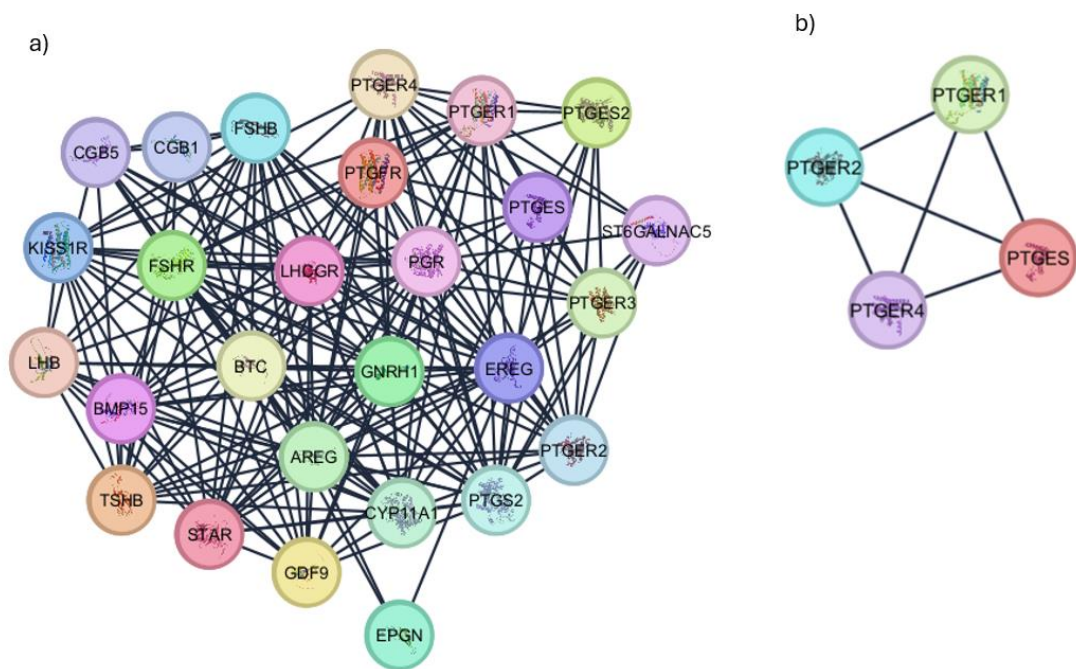 a)
PTGER4
PTGER1
PTGES2
FSHB
CGB5
CGB1
PTGFR
PTGES
ST6GALNAC5
KISS1R
FSHR
LHCGR
PGR
PTGER3
LHB
BTC
GNRH1
EREG
BMP15
AREG
PTGER2
TSHB
STAR
CYP11A1
PTGS2
GDF9
EPGN
b)
PTGER1
PTGER2
PTGES
PTGER4